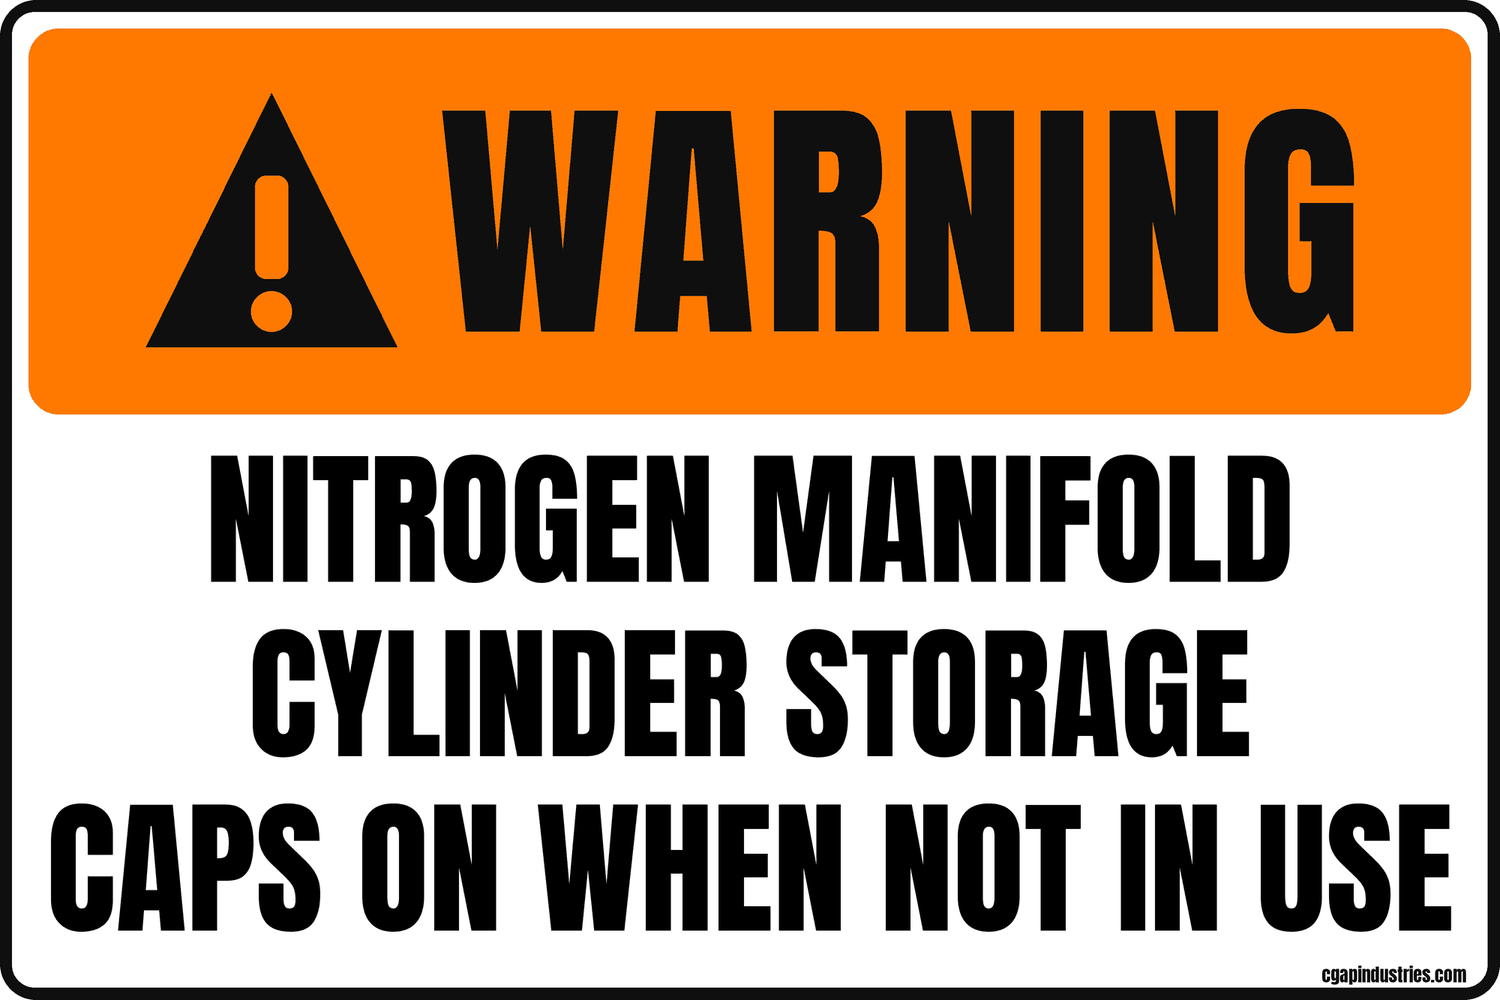 WARNING
NITROGEN MANIFOLD
CYLINDER STORAGE
CAPS ON WHEN NOT IN USE
cgapindustries.com